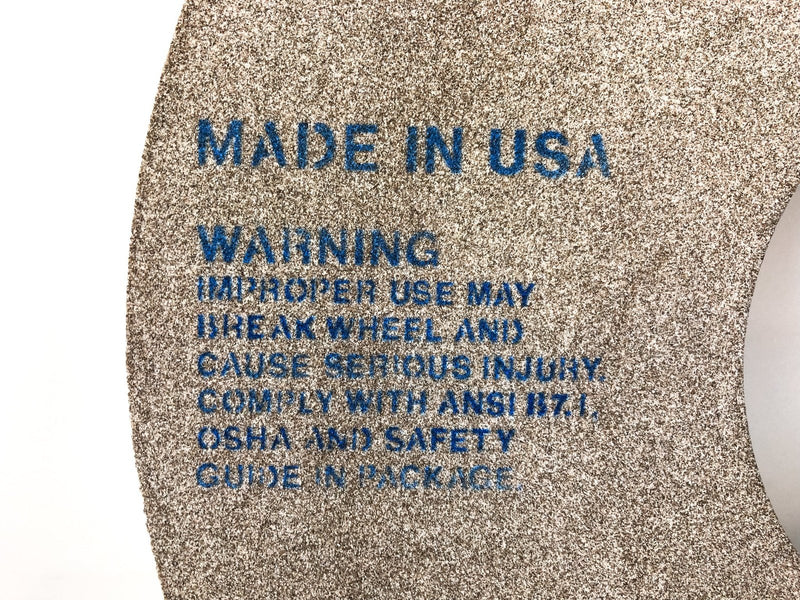 MADE IN USA
WARNING
IMPROPER USE MAY
BREAK WHEEL AND
CAUSE SERIOUS INJURY.
COMPLY WITH ANSI B7.1,
OSHA AND SAFETY
GUIDE IN PACKAGE.